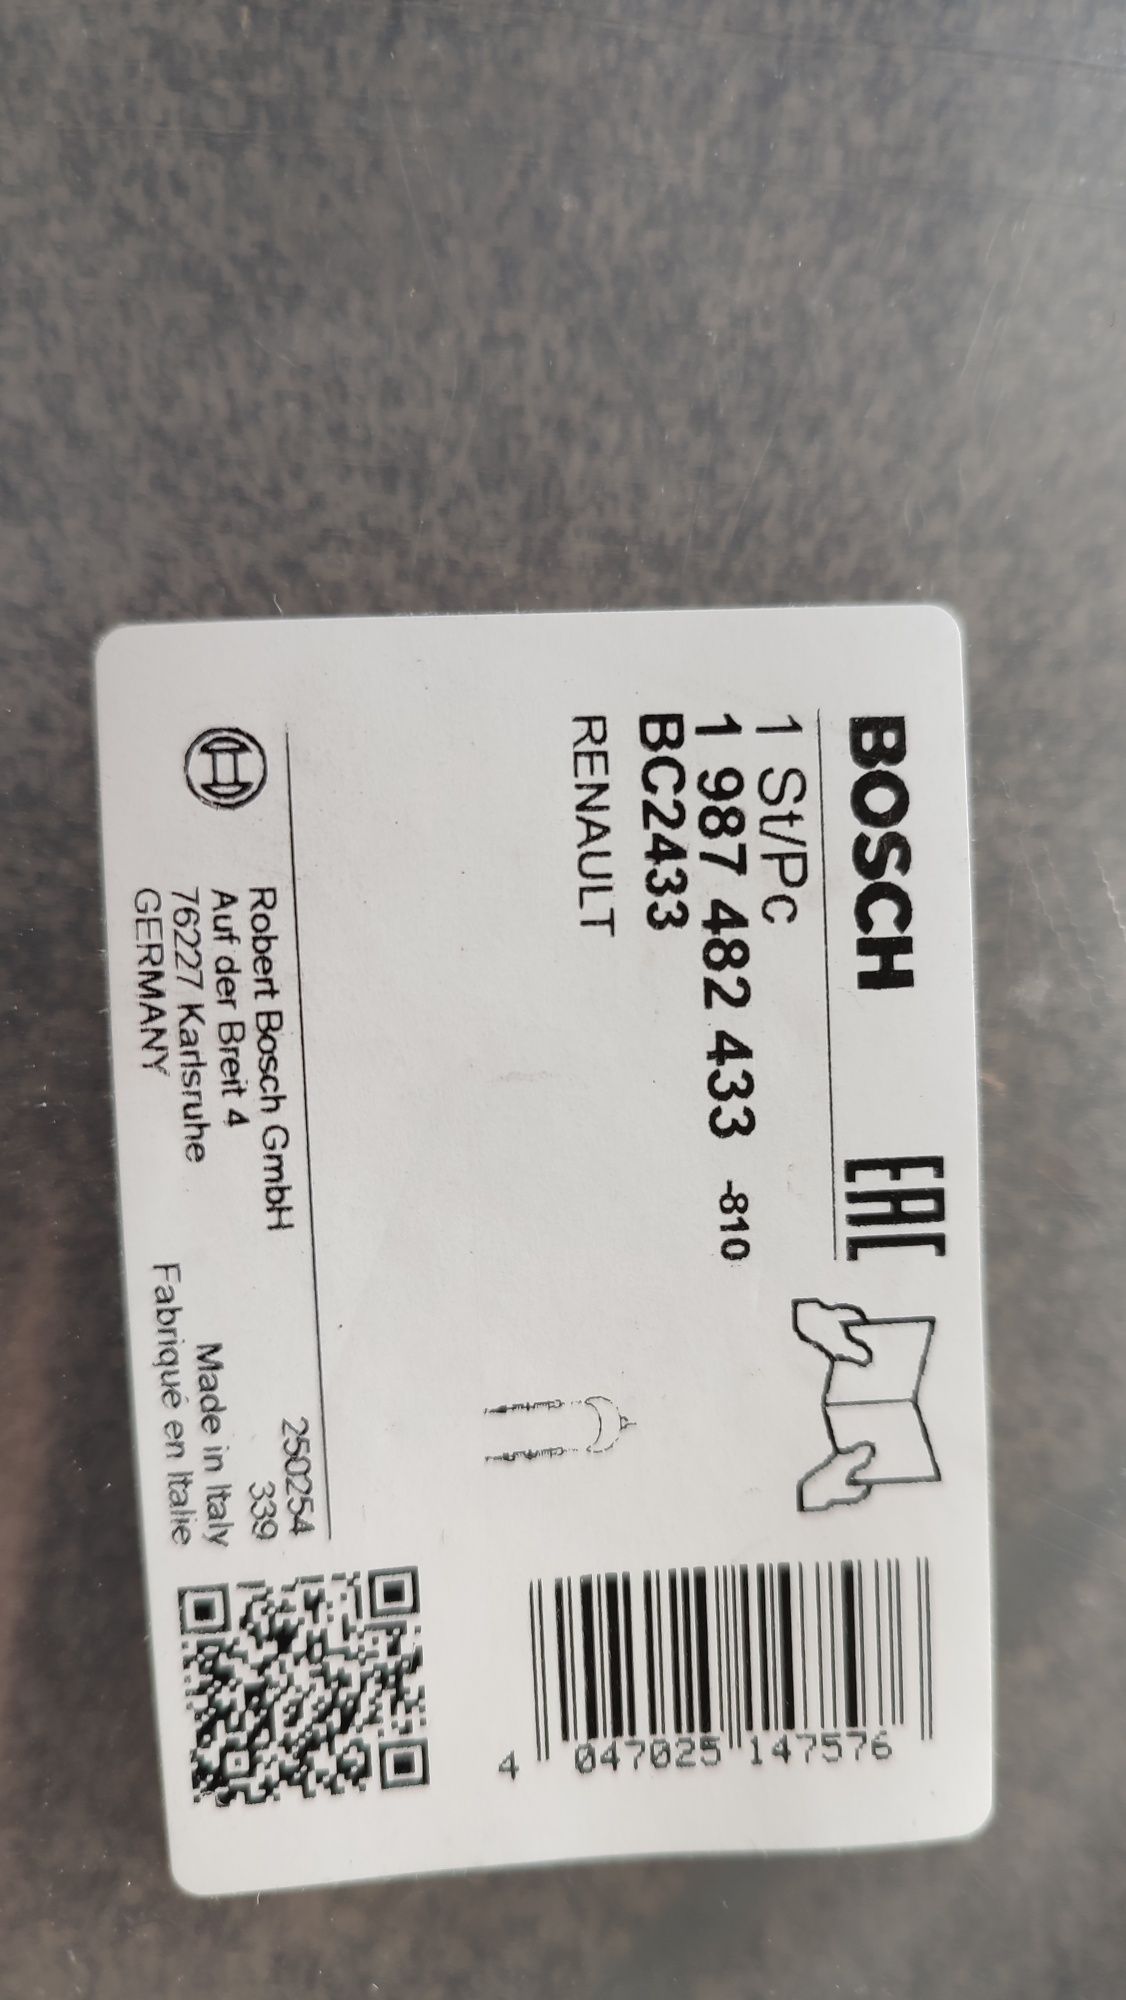 BOSCH
EAC
1 St/Pc
1 987 482 433 -810
BC2433
RENAULT
4 047025 147576
Robert Bosch GmbH
Auf der Breit 4
76227 Karlsruhe
GERMANY
250254
339
Made in Italy
Fabriqué en Italie